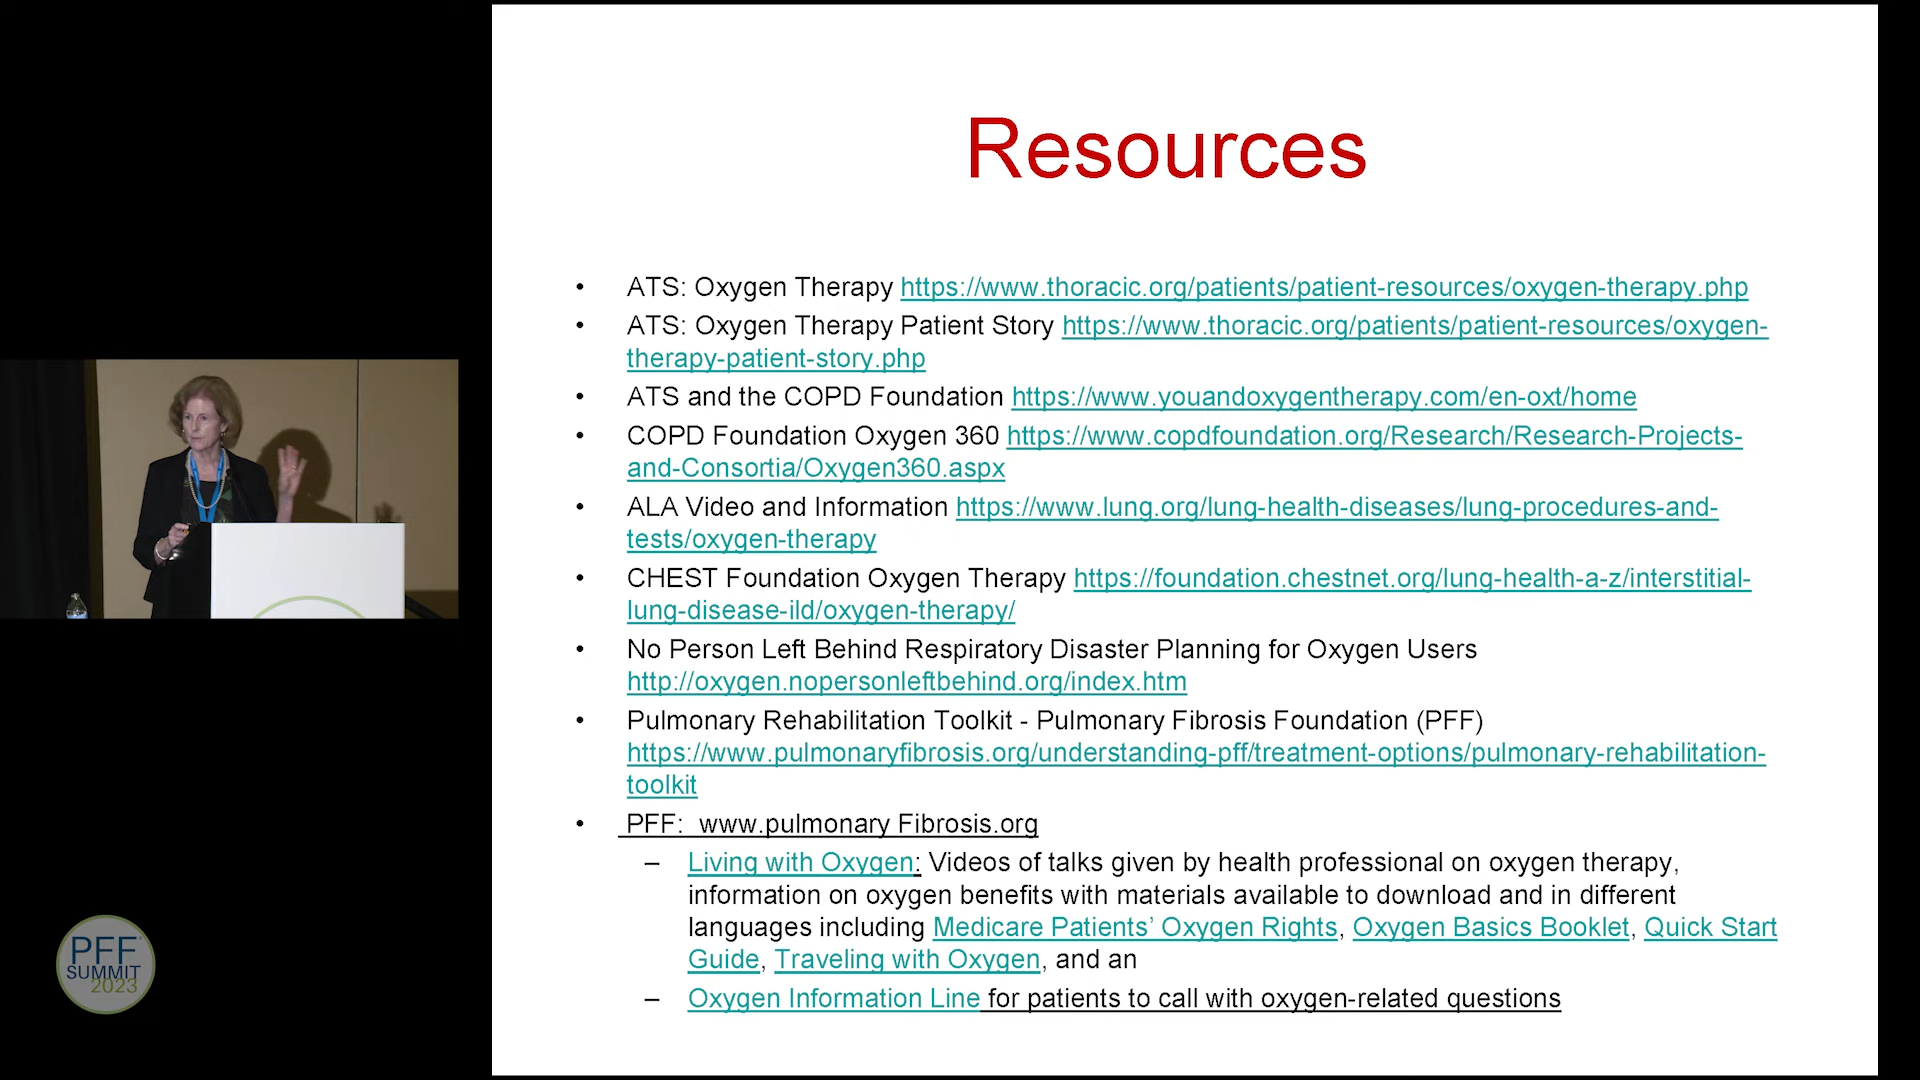 Resources
• ATS: Oxygen Therapy https://www.thoracic.org/patients/patient-resources/oxygen-therapy.php
• ATS: Oxygen Therapy Patient Story https://www.thoracic.org/patients/patient-resources/oxygen-
therapy-patient-story.php
• ATS and the COPD Foundation https://www.youandoxygentherapy.com/en-oxt/home
• COPD Foundation Oxygen 360 https://www.copdfoundation.org/Research/Research-Projects-
and-Consortia/Oxygen360.aspx
• ALA Video and Information https://www.lung.org/lung-health-diseases/lung-procedures-and-
tests/oxygen-therapy
• CHEST Foundation Oxygen Therapy https://foundation.chestnet.org/lung-health-a-z/interstitial-
lung-disease-ild/oxygen-therapy/
• No Person Left Behind Respiratory Disaster Planning for Oxygen Users
http://oxygen.nopersonleftbehind.org/index.htm
• Pulmonary Rehabilitation Toolkit - Pulmonary Fibrosis Foundation (PFF)
https://www.pulmonaryfibrosis.org/understanding-pff/treatment-options/pulmonary-rehabilitation-
toolkit
• PFF: www.pulmonary Fibrosis.org
– Living with Oxygen: Videos of talks given by health professional on oxygen therapy,
information on oxygen benefits with materials available to download and in different
languages including Medicare Patients’ Oxygen Rights, Oxygen Basics Booklet, Quick Start
Guide, Traveling with Oxygen, and an
– Oxygen Information Line for patients to call with oxygen-related questions
PFF
SUMMIT
2023